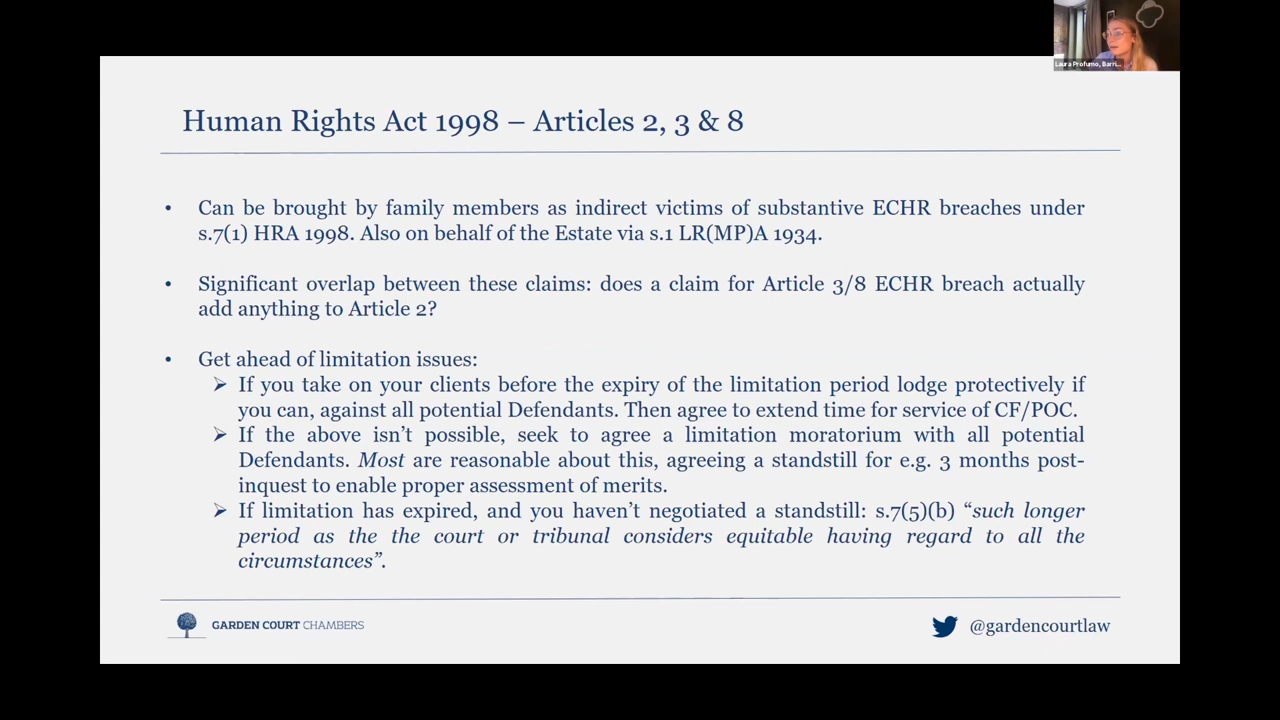 Laura Profumo, Barri...
Human Rights Act 1998 – Articles 2, 3 & 8
• Can be brought by family members as indirect victims of substantive ECHR breaches under
s.7(1) HRA 1998. Also on behalf of the Estate via s.1 LR(MP)A 1934.
• Significant overlap between these claims: does a claim for Article 3/8 ECHR breach actually
add anything to Article 2?
• Get ahead of limitation issues:
➢ If you take on your clients before the expiry of the limitation period lodge protectively if
you can, against all potential Defendants. Then agree to extend time for service of CF/POC.
➢ If the above isn’t possible, seek to agree a limitation moratorium with all potential
Defendants. Most are reasonable about this, agreeing a standstill for e.g. 3 months post-
inquest to enable proper assessment of merits.
➢ If limitation has expired, and you haven’t negotiated a standstill: s.7(5)(b) “such longer
period as the the court or tribunal considers equitable having regard to all the
circumstances”.
GARDEN COURT CHAMBERS
@gardencourtlaw